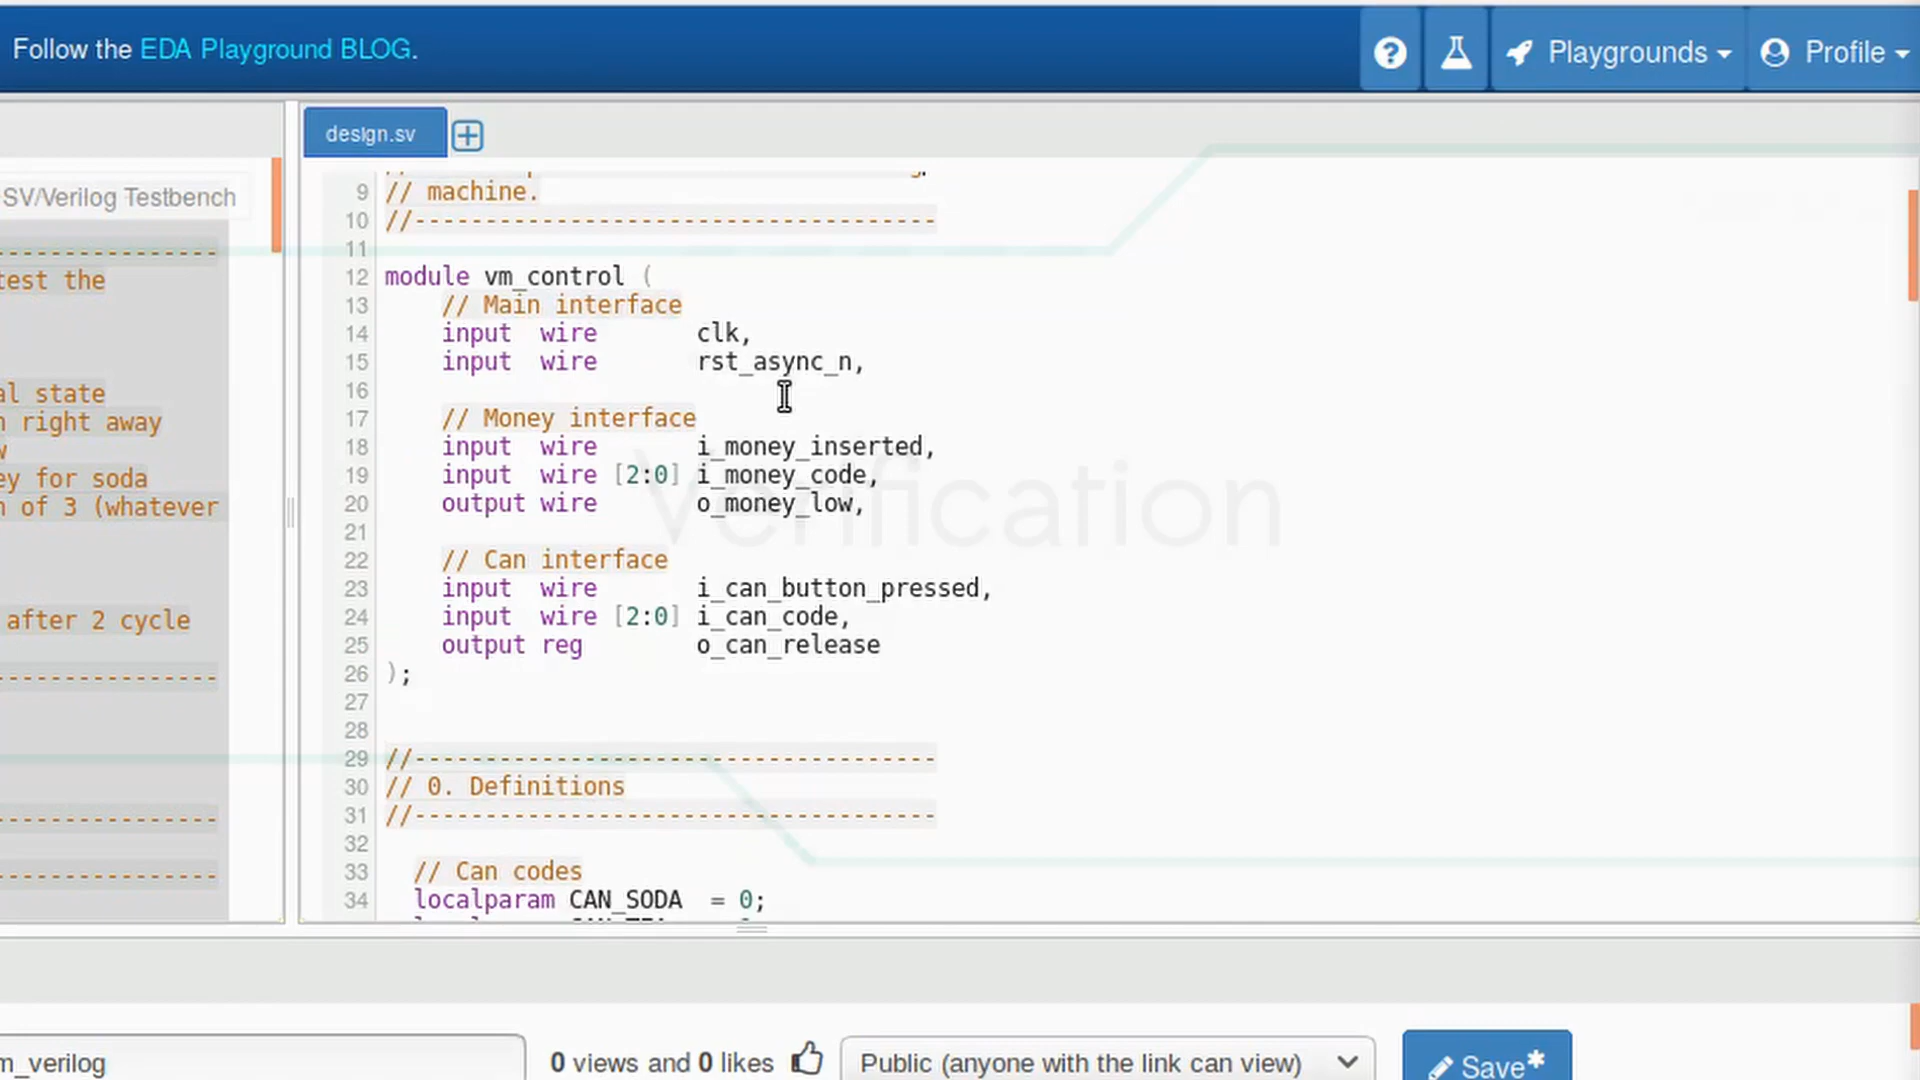 Follow the EDA Playground BLOG.
Playgrounds
Profile
design.sv
SV/Verilog Testbench
--------------
test the
al state
n right away
w
ey for soda
n of 3 (whatever
after 2 cycle
--------------
--------------
--------------
9 // machine.
10 //-------------------------------------
11
12 module vm_control (
13 // Main interface
14 input wire clk,
15 input wire rst_async_n,
16
17 // Money interface
18 input wire i_money_inserted,
19 input wire [2:0] i_money_code,
20 output wire o_money_low,
21
22 // Can interface
23 input wire i_can_button_pressed,
24 input wire [2:0] i_can_code,
25 output reg o_can_release
26 );
27
28
29 //-------------------------------------
30 // 0. Definitions
31 //-------------------------------------
32
33 // Can codes
34 localparam CAN_SODA = 0;
Verification
m_verilog
0 views and 0 likes
Public (anyone with the link can view)
Save*